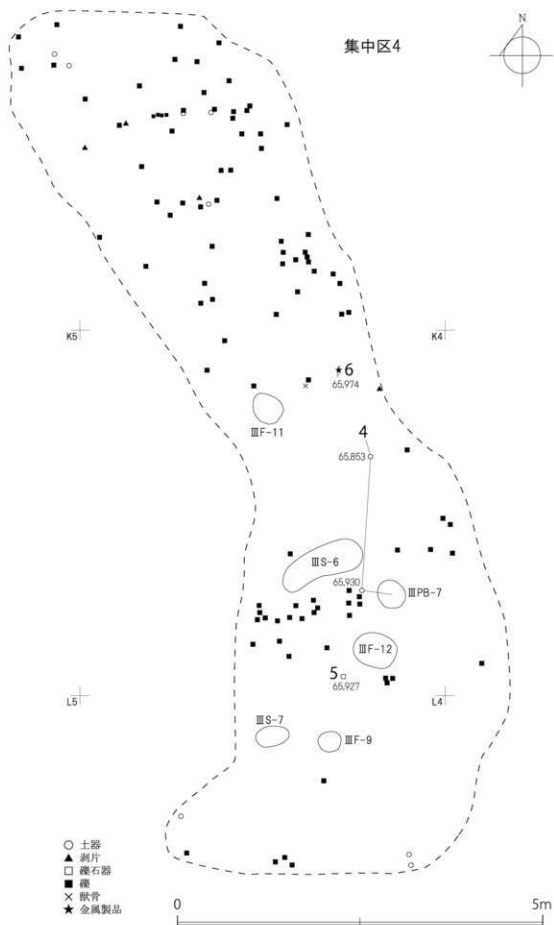 集中区4
N
K5
K4
6
65.974
ⅢF-11
4
65.853
ⅢS-6
65.930
ⅢPB-7
ⅢF-12
5
65.927
L5
L4
ⅢS-7
ⅢF-9
○ 土器
▲ 剥片
□ 礫石器
■ 礫
× 獣骨
★ 金属製品
0
5m